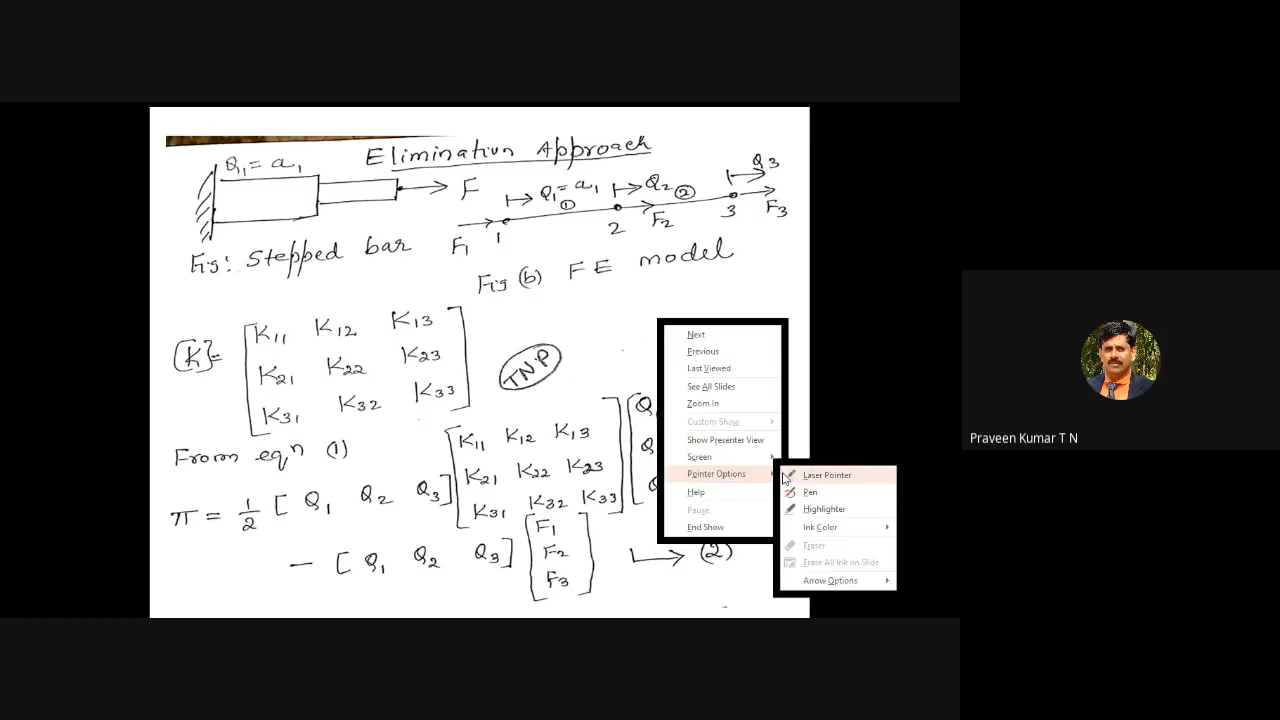 Elimination Approach
Q1 = a1
F
Q1 = a1 Q2 Q3
① ②
F1 1 2 F2 3 F3
Fig: Stepped bar
Fig (b) FE model
[K]= [K11 K12 K13
K21 K22 K23
K31 K32 K33]
TNP
From eqn (1)
π = 1/2 [Q1 Q2 Q3] [K11 K12 K13
K21 K22 K23
K31 K32 K33] [Q
Q
Q
- [Q1 Q2 Q3] [F1
F2
F3] → (2)
Next
Previous
Last Viewed
See All Slides
Zoom In
Custom Show
Show Presenter View
Screen
Pointer Options
Help
Pause
End Show
Laser Pointer
Pen
Highlighter
Ink Color
Eraser
Erase All Ink on Slide
Arrow Options
Praveen Kumar T N